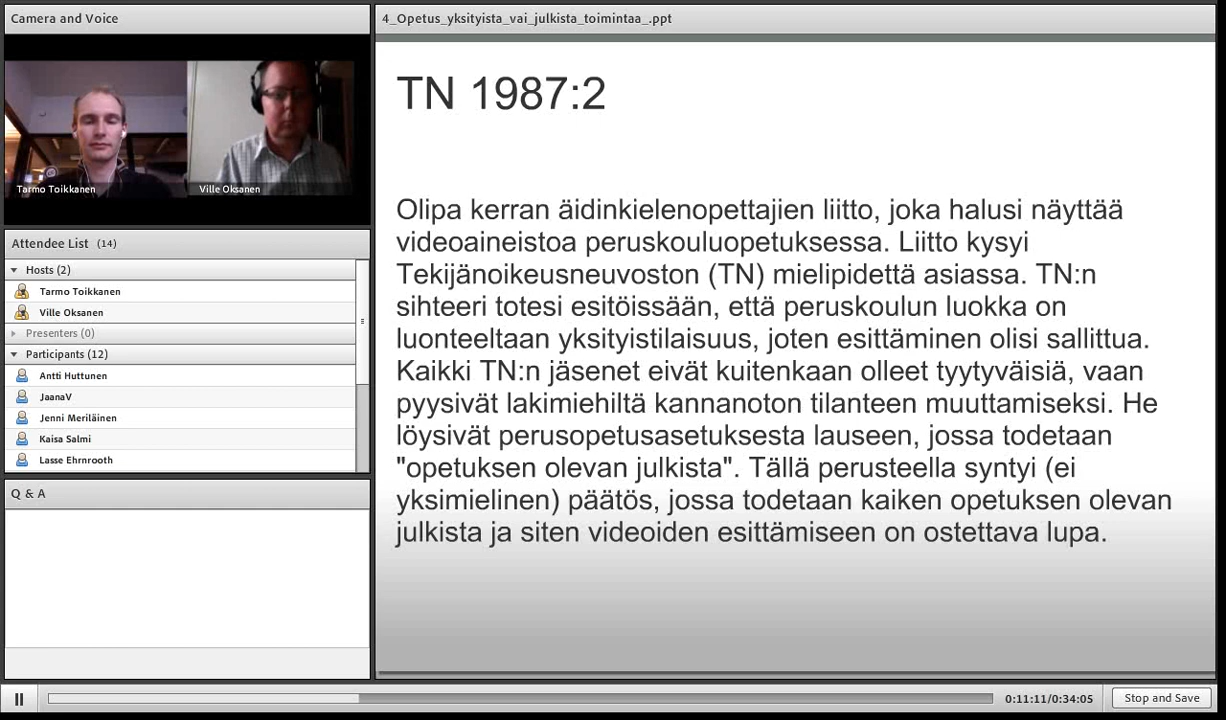 Camera and Voice
Tarmo Toikkanen
Ville Oksanen
Attendee List (14)
Hosts (2)
Tarmo Toikkanen
Ville Oksanen
Presenters (0)
Participants (12)
Antti Huttunen
JaanaV
Jenni Meriläinen
Kaisa Salmi
Lasse Ehrnrooth
Q & A
4_Opetus_yksityista_vai_julkista_toimintaa_.ppt
TN 1987:2
Olipa kerran äidinkielenopettajien liitto, joka halusi näyttää
videoaineistoa peruskouluopetuksessa. Liitto kysyi
Tekijänoikeusneuvoston (TN) mielipidettä asiassa. TN:n
sihteeri totesi esitöissään, että peruskoulun luokka on
luonteeltaan yksityistilaisuus, joten esittäminen olisi sallittua.
Kaikki TN:n jäsenet eivät kuitenkaan olleet tyytyväisiä, vaan
pyysivät lakimiehiltä kannanoton tilanteen muuttamiseksi. He
löysivät perusopetusasetuksesta lauseen, jossa todetaan
"opetuksen olevan julkista". Tällä perusteella syntyi (ei
yksimielinen) päätös, jossa todetaan kaiken opetuksen olevan
julkista ja siten videoiden esittämiseen on ostettava lupa.
0:11:11/0:34:05
Stop and Save